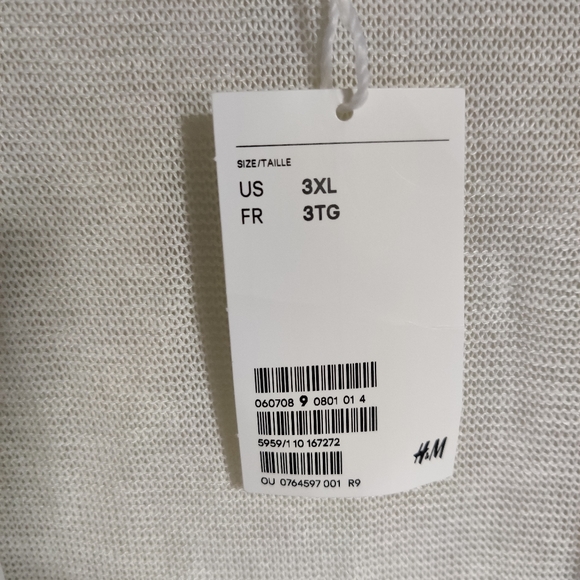 SIZE/TAILLE
US 3XL
FR 3TG
060708 9 0801 01 4
5959/1 10 167272
H&M
OU 0764597 001 R9